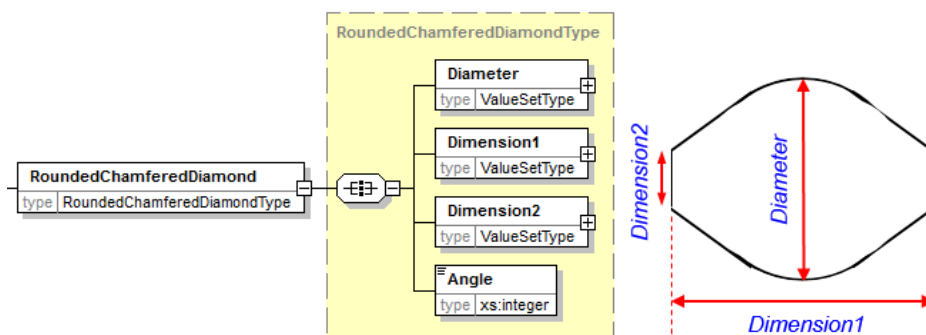 RoundedChamferedDiamondType
Diameter
type ValueSetType
Dimension1
type ValueSetType
RoundedChamferedDiamond
type RoundedChamferedDiamondType
Dimension2
type ValueSetType
Angle
type xs:integer
Dimension2
Diameter
Dimension1